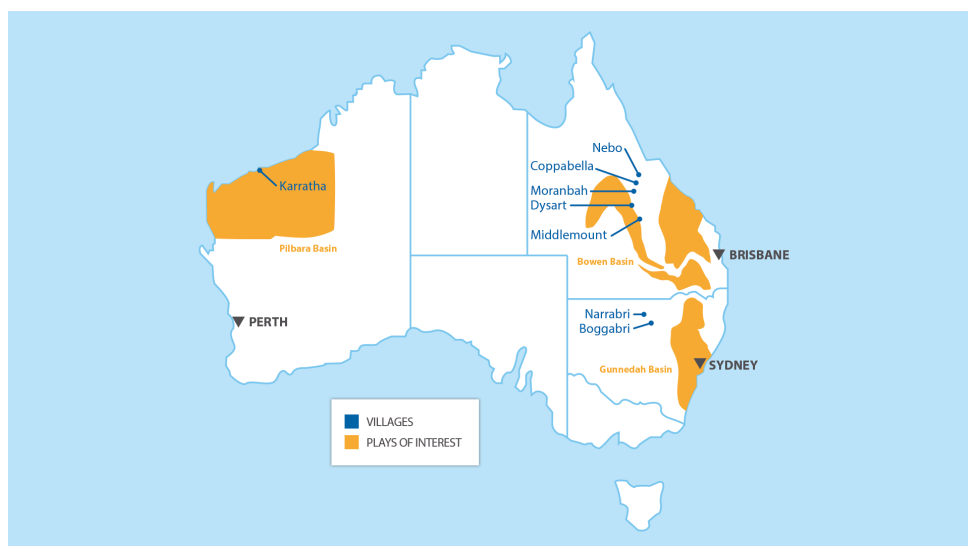 Nebo
Coppabella
Moranbah
Dysart
Middlemount
Karratha
Pilbara Basin
Bowen Basin
BRISBANE
Narrabri
Boggabri
PERTH
Gunnedah Basin
SYDNEY
VILLAGES
PLAYS OF INTEREST